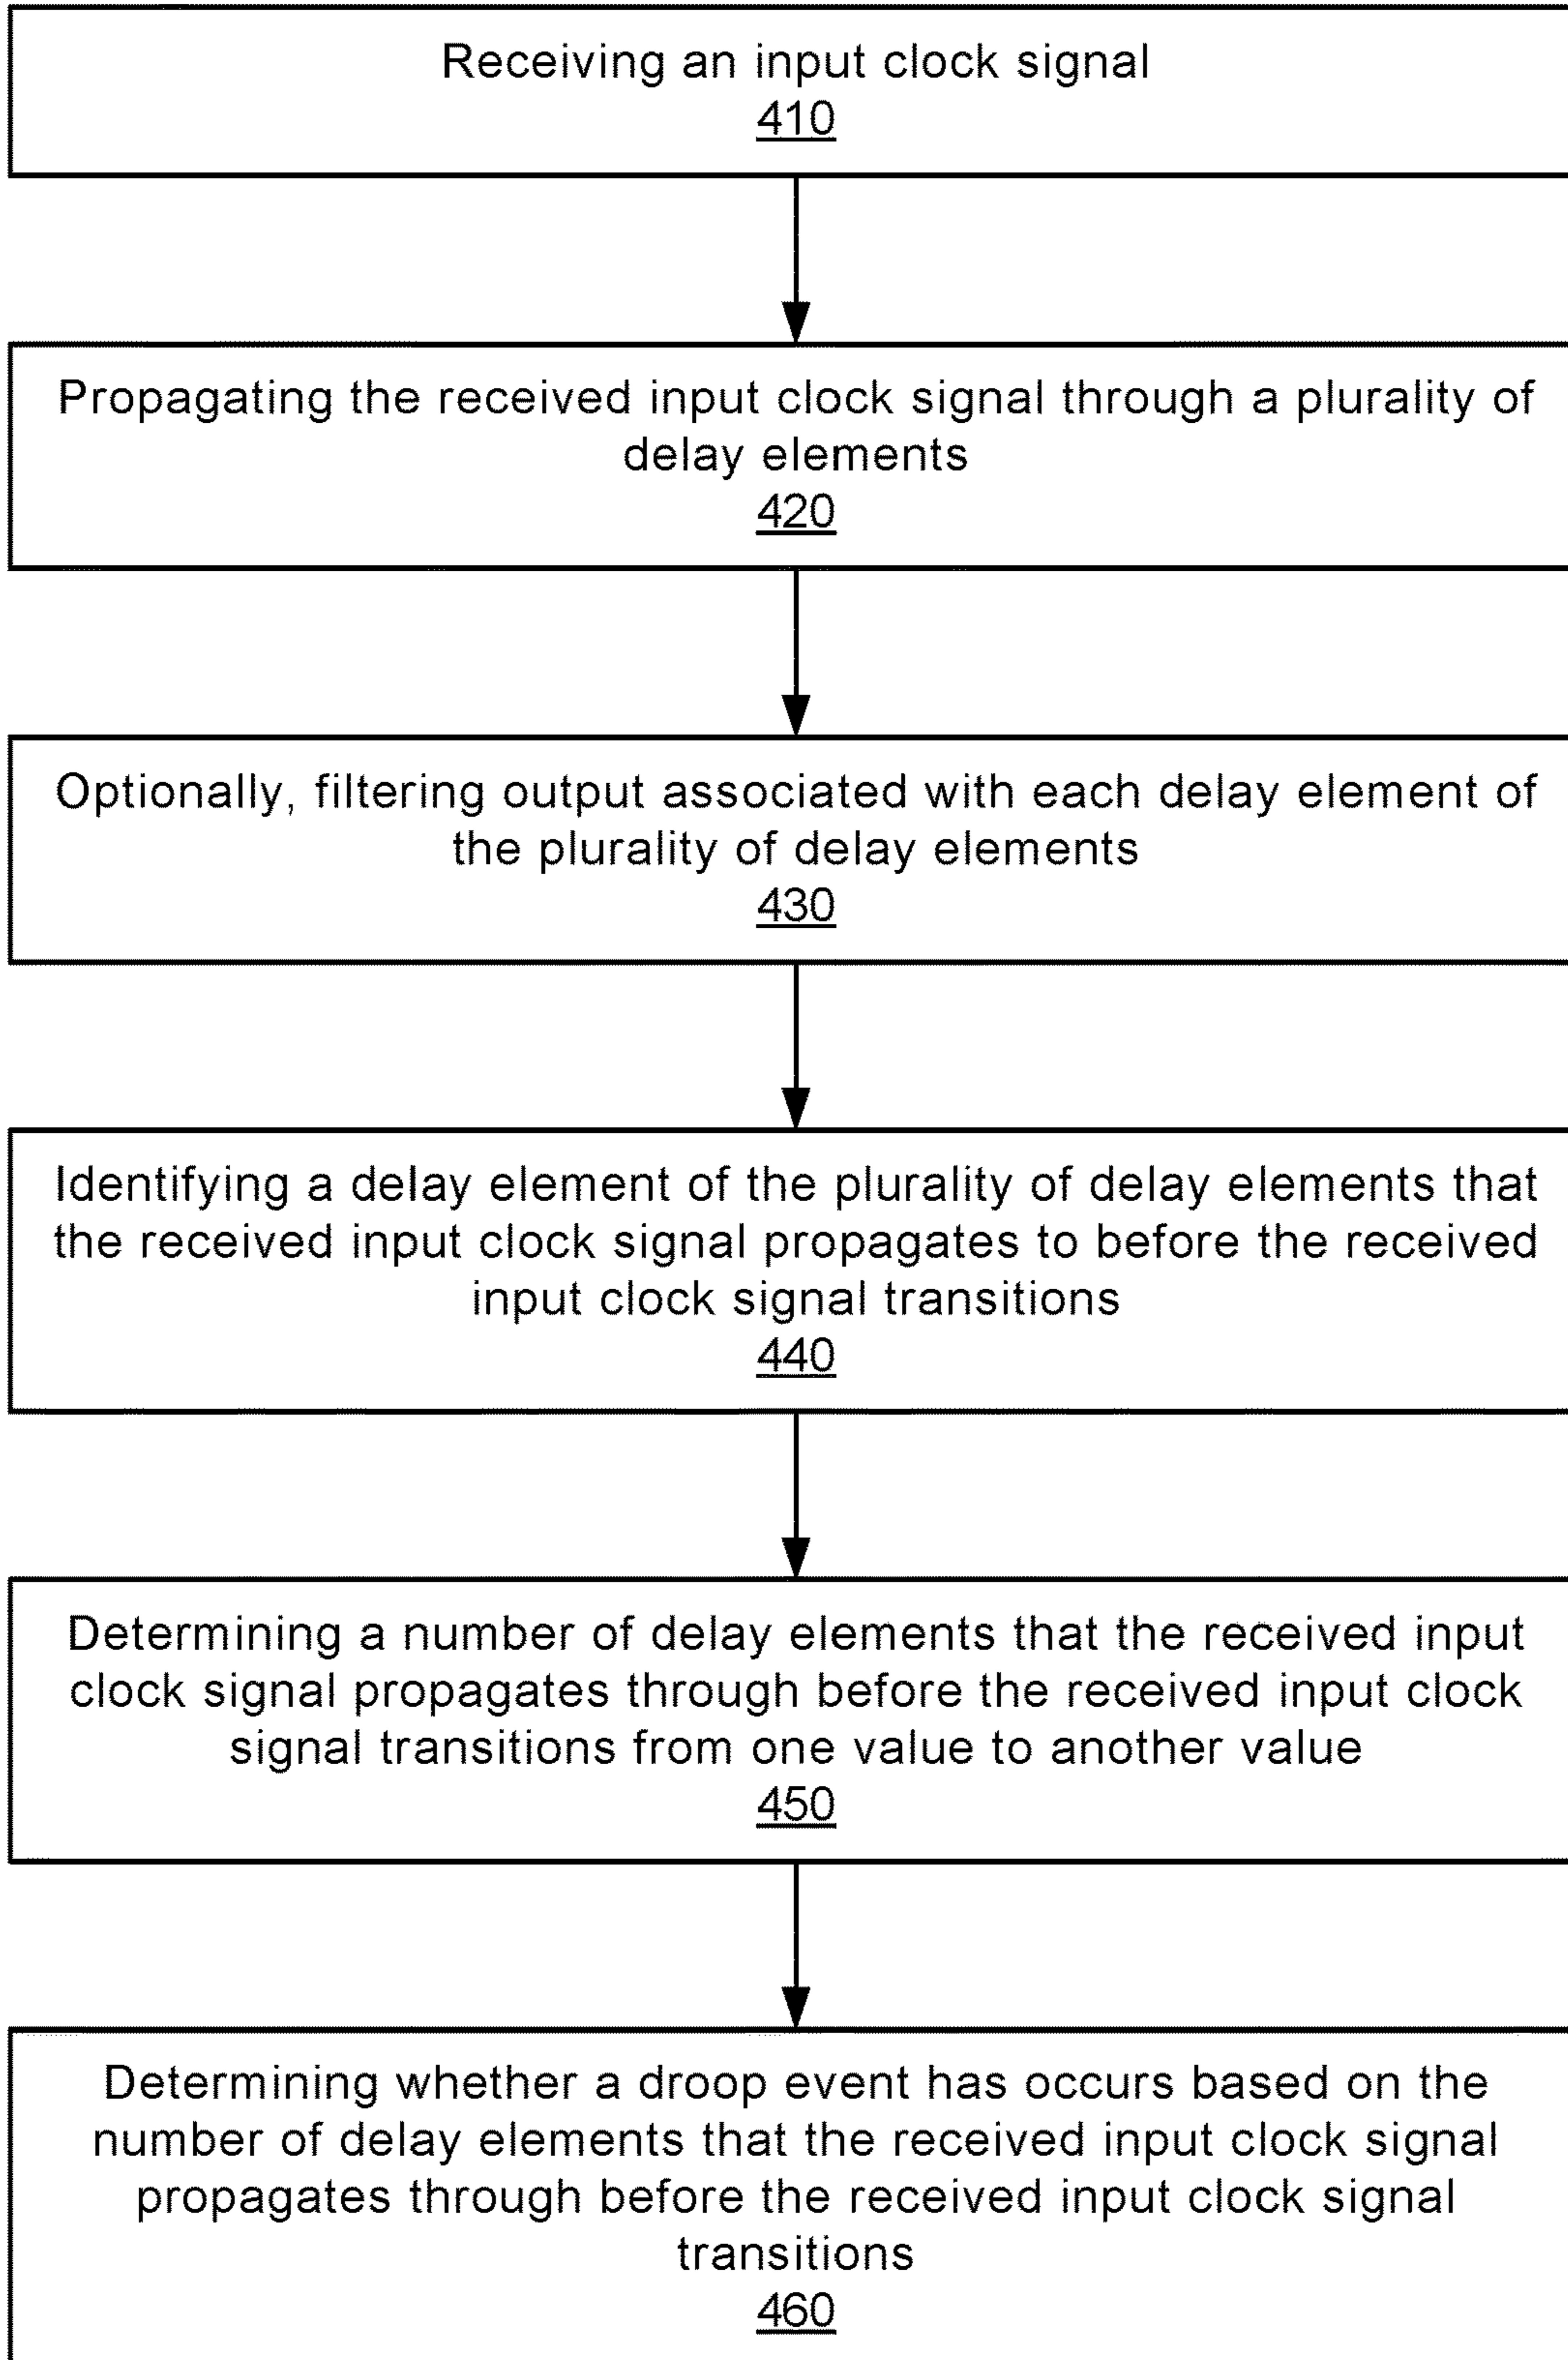 Receiving an input clock signal
410
Propagating the received input clock signal through a plurality of
delay elements
420
Optionally, filtering output associated with each delay element of
the plurality of delay elements
430
Identifying a delay element of the plurality of delay elements that
the received input clock signal propagates to before the received
input clock signal transitions
440
Determining a number of delay elements that the received input
clock signal propagates through before the received input clock
signal transitions from one value to another value
450
Determining whether a droop event has occurs based on the
number of delay elements that the received input clock signal
propagates through before the received input clock signal
transitions
460